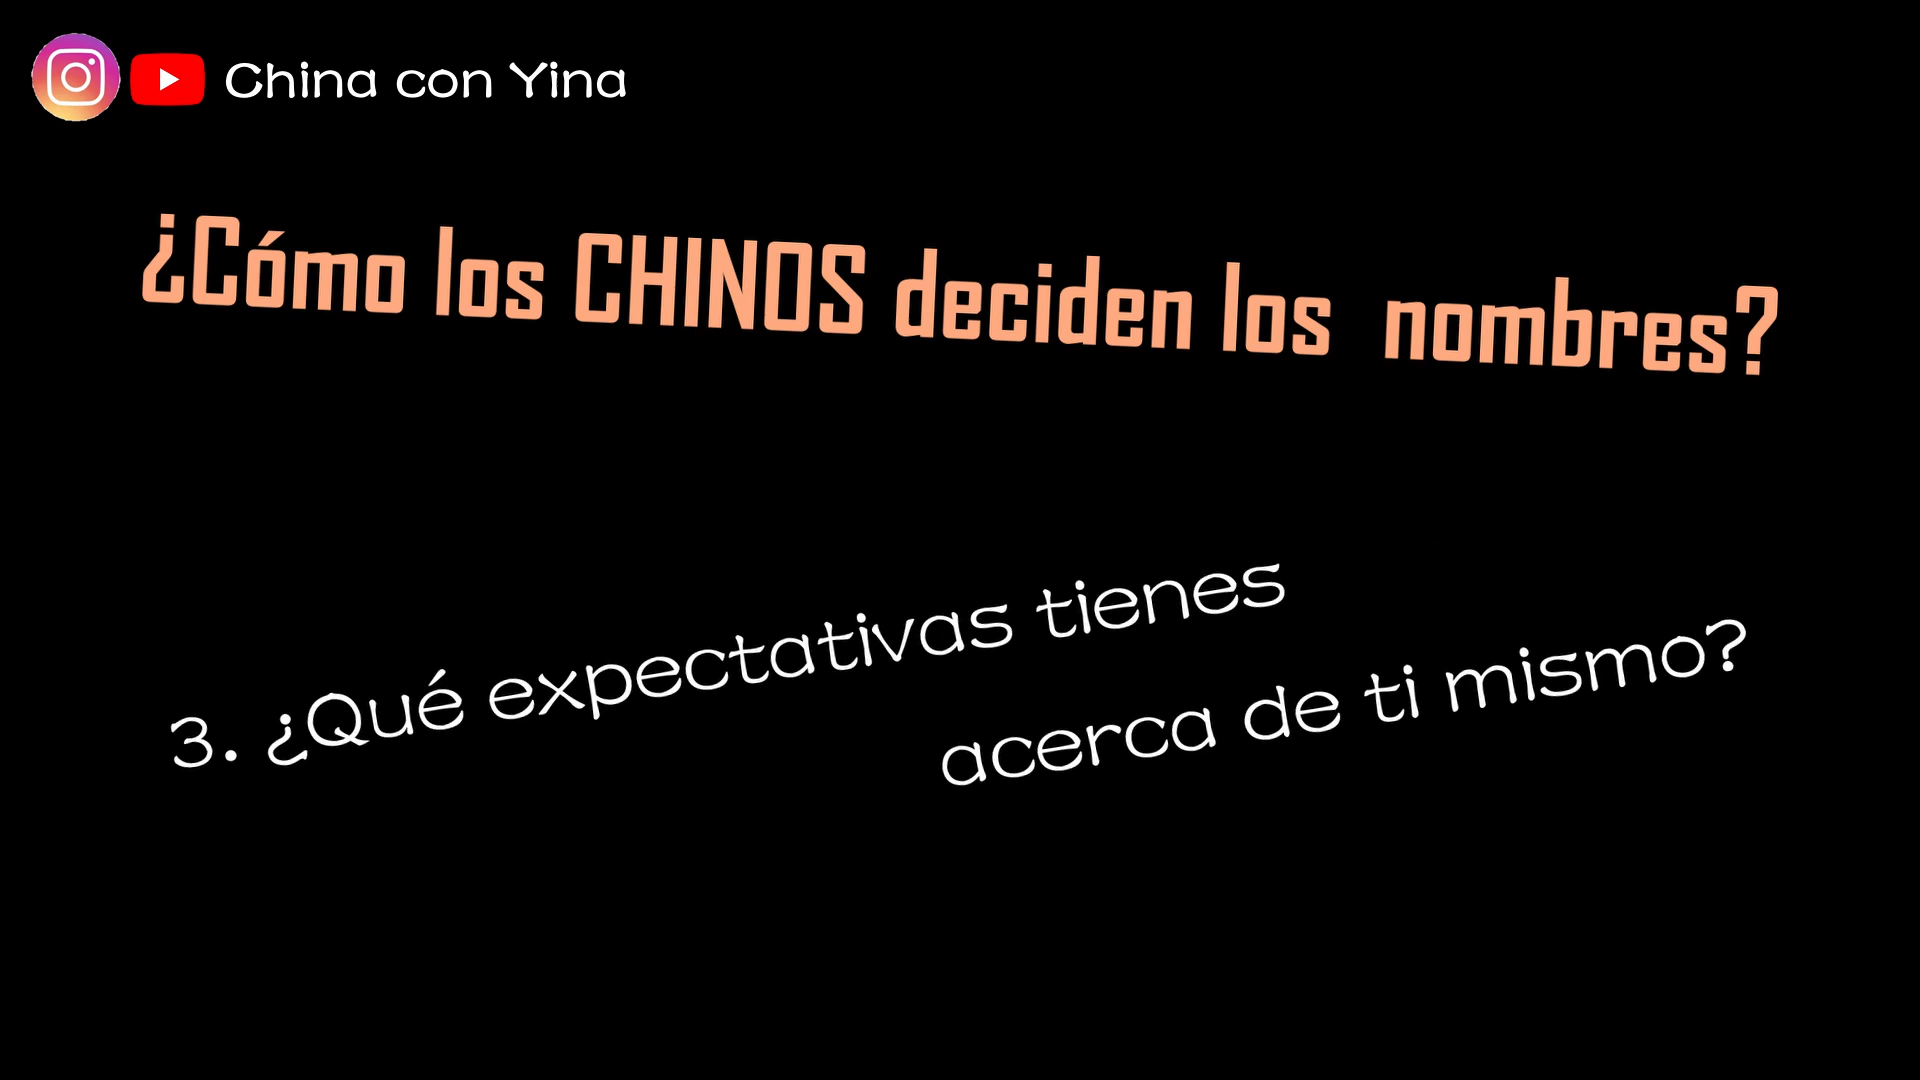 China con Yina
¿Cómo los CHINOS deciden los nombres?
3. ¿Qué expectativas tienes
acerca de ti mismo?